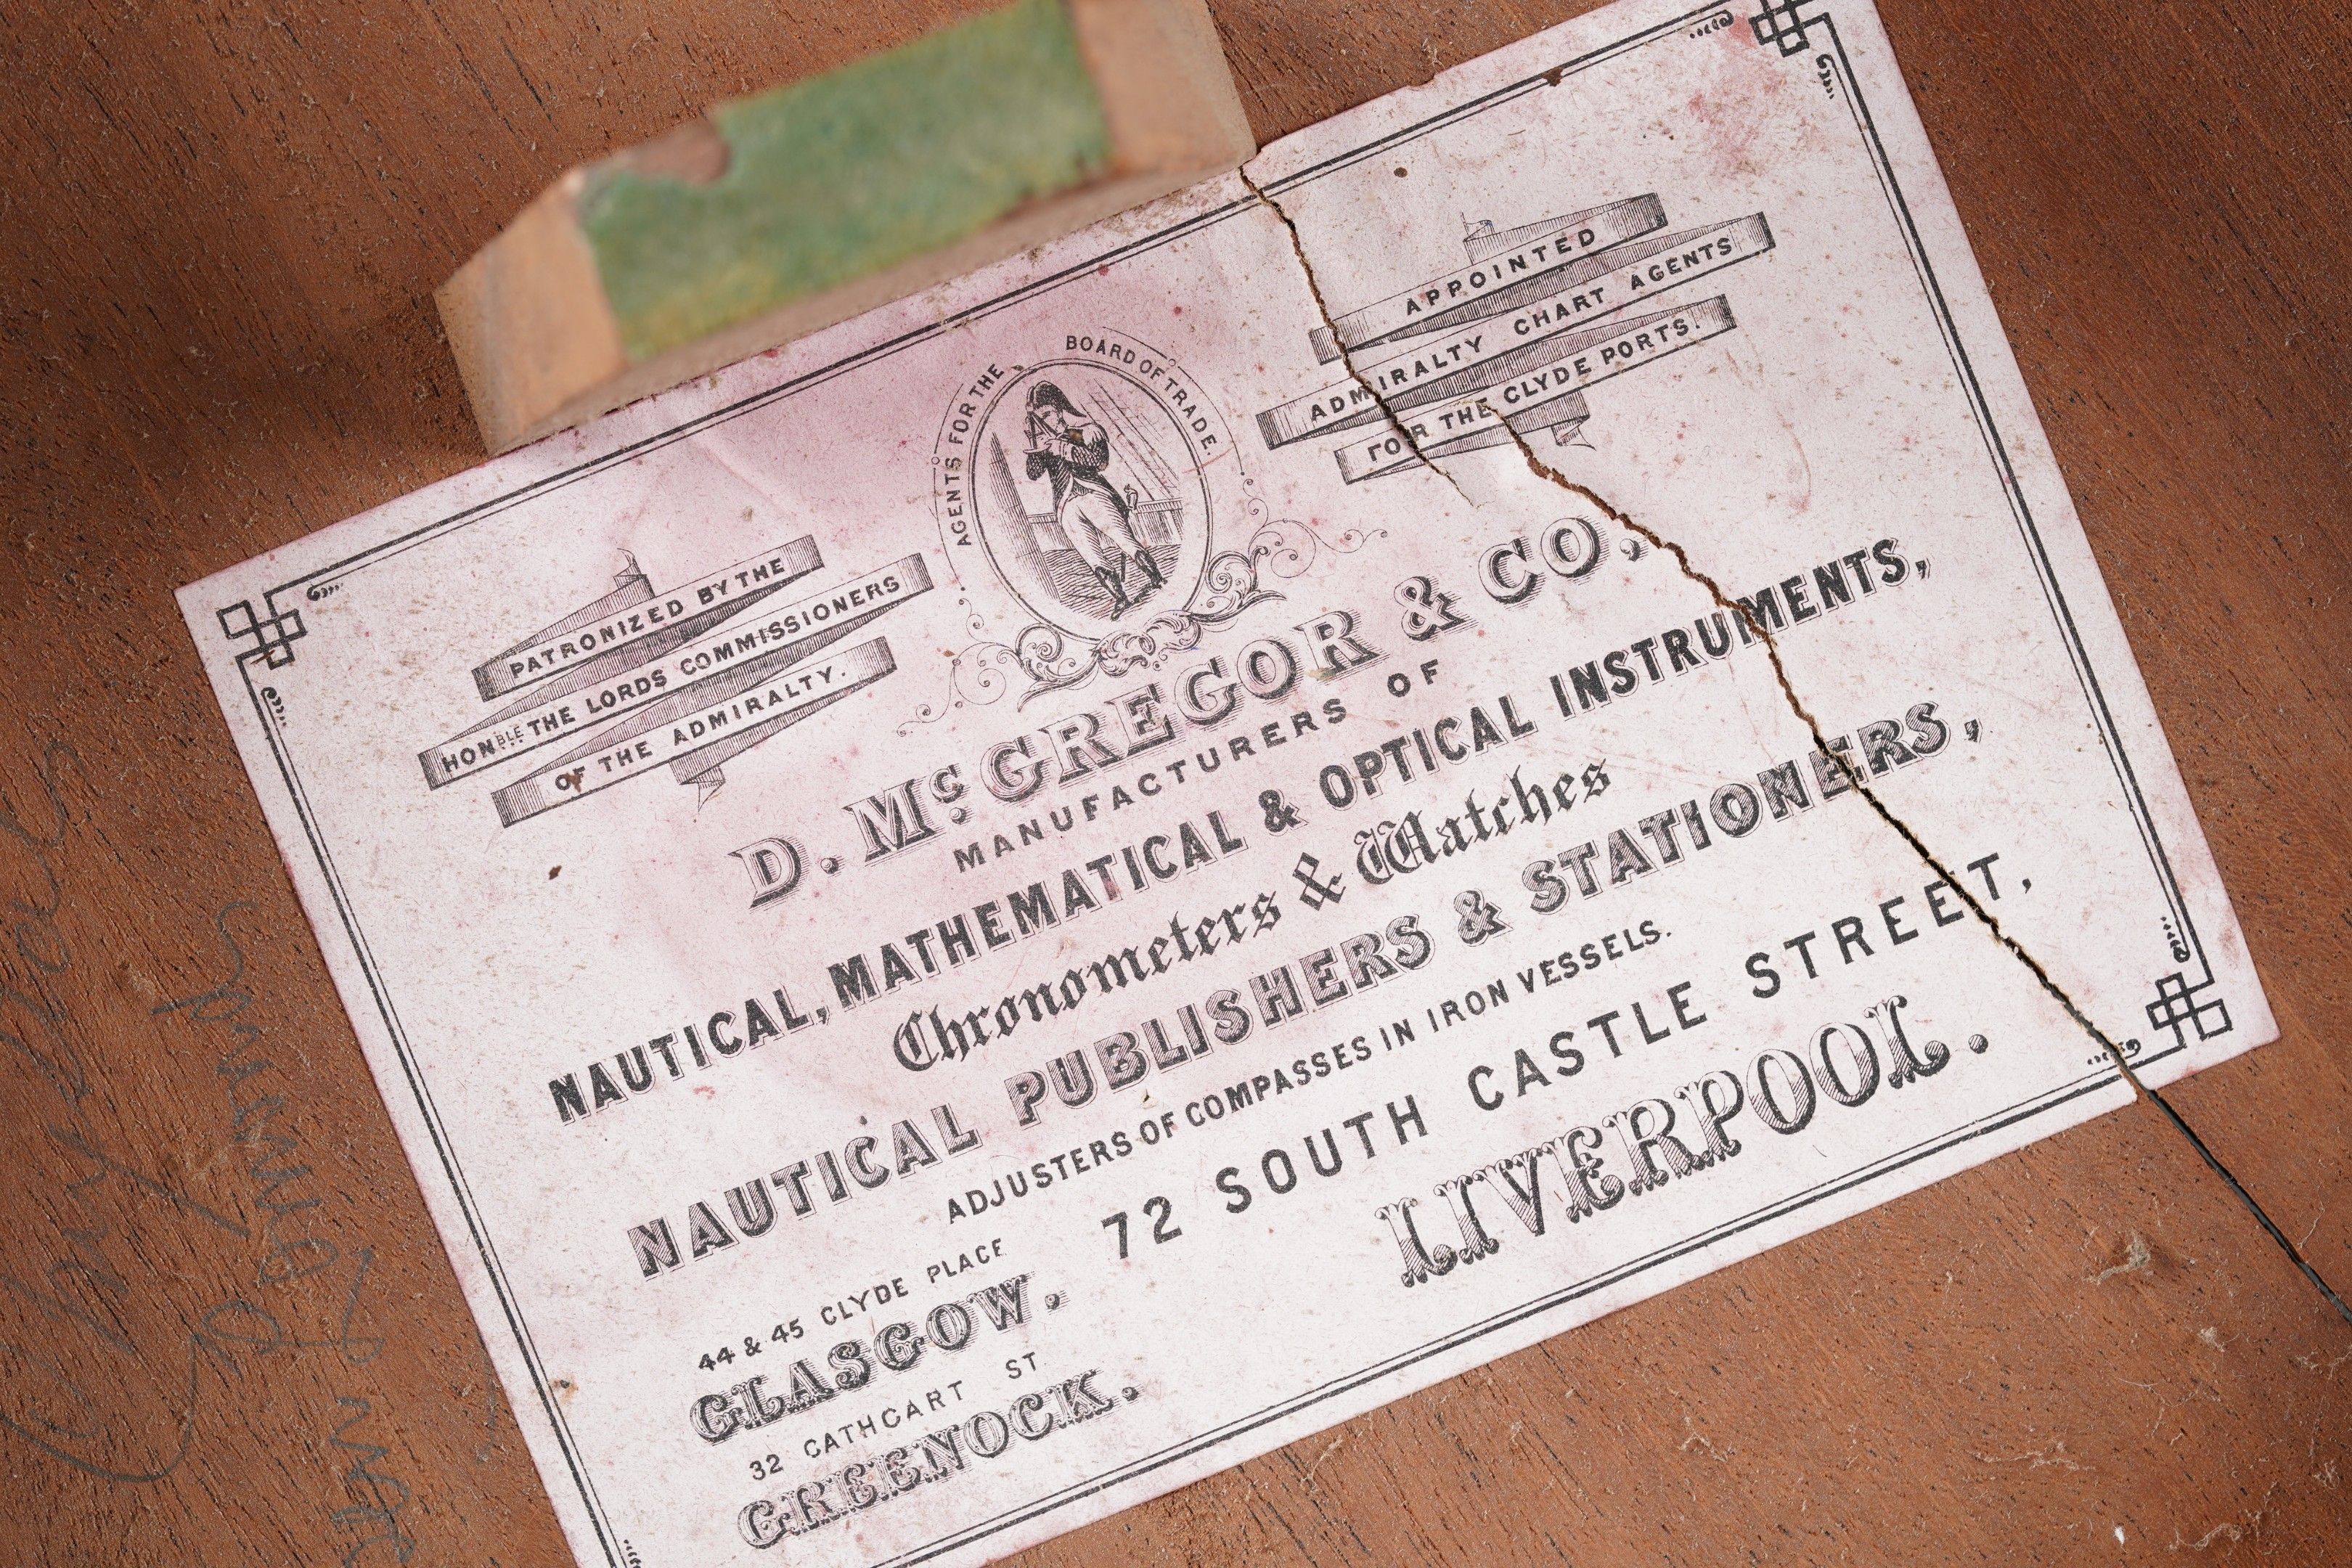 AGENTS FOR THE BOARD OF TRADE.
PATRONIZED BY THE
HONBLE THE LORDS COMMISSIONERS
OF THE ADMIRALTY.
APPOINTED
ADMIRALTY CHART AGENTS
FOR THE CLYDE PORTS.
D. McGREGOR & CO.,
MANUFACTURERS OF
NAUTICAL, MATHEMATICAL & OPTICAL INSTRUMENTS,
Chronometers & Watches
NAUTICAL PUBLISHERS & STATIONERS,
ADJUSTERS OF COMPASSES IN IRON VESSELS.
72 SOUTH CASTLE STREET,
LIVERPOOL.
44 & 45 CLYDE PLACE
GLASGOW.
32 CATHCART ST
GREENOCK.